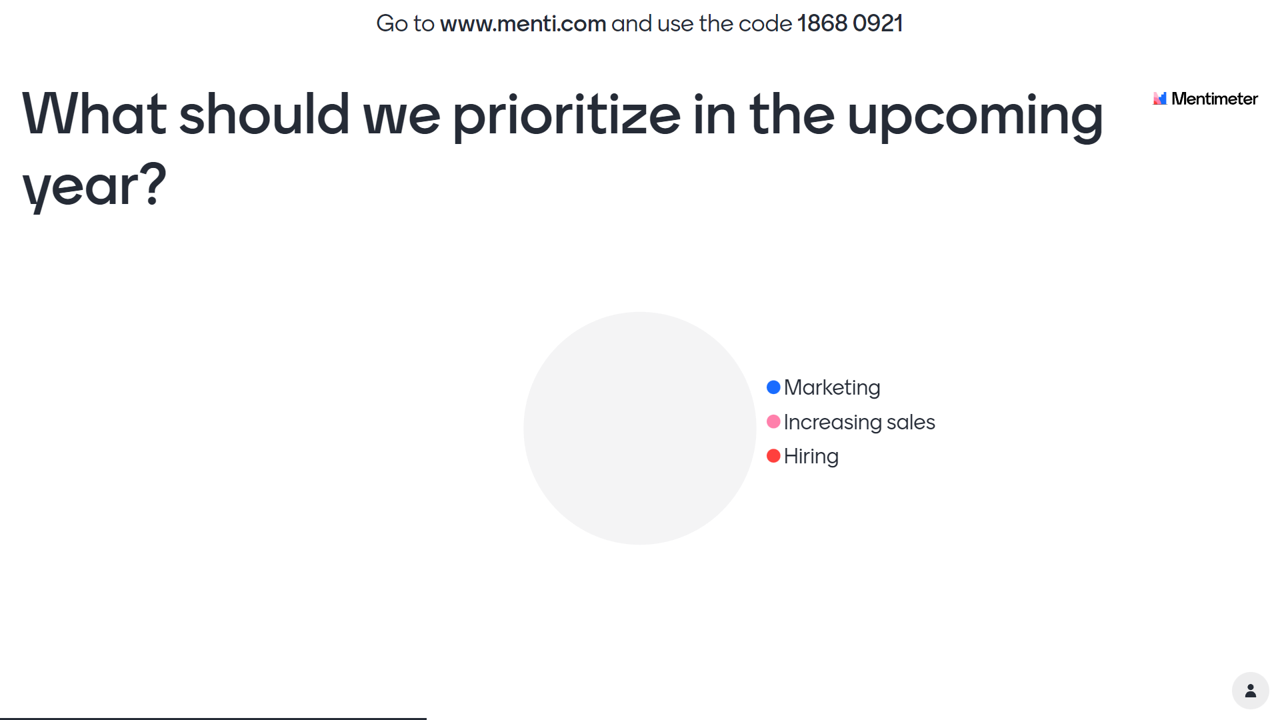 Go to www.menti.com and use the code 1868 0921
What should we prioritize in the upcoming
year?
Mentimeter
Marketing
Increasing sales
Hiring